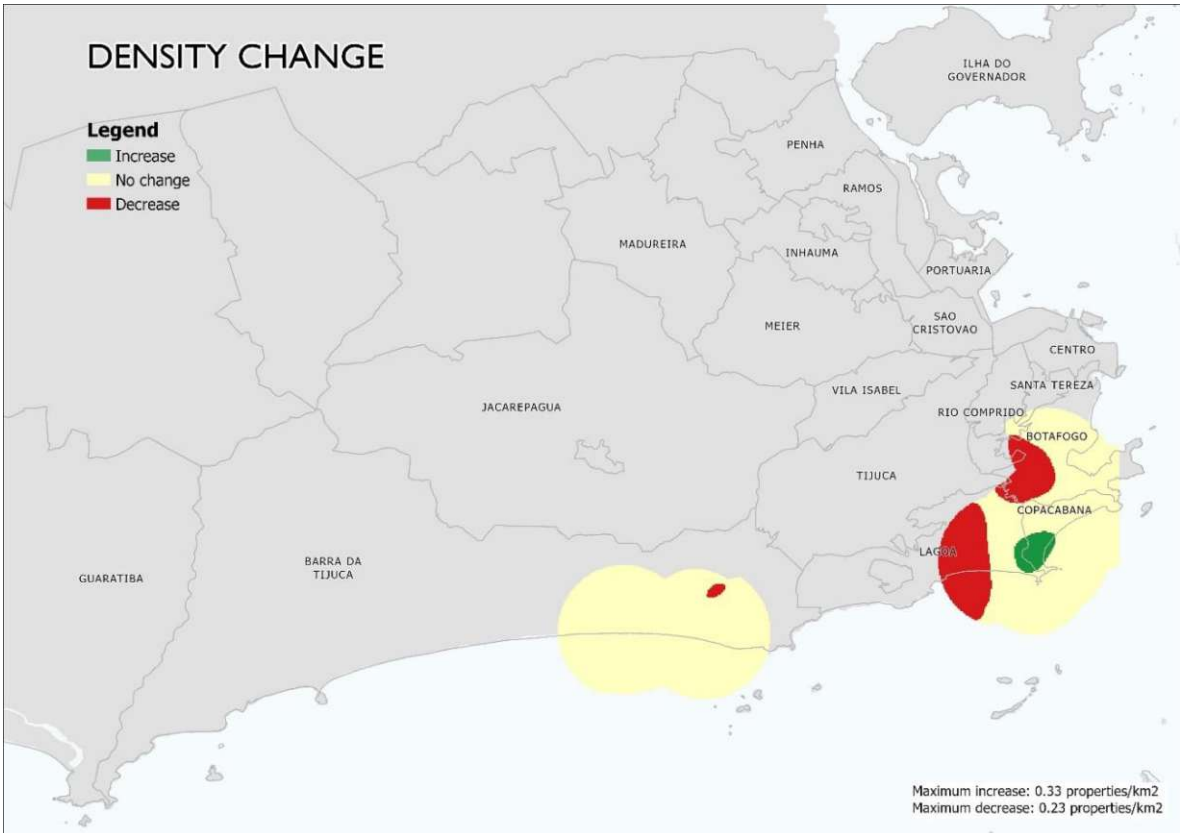 DENSITY CHANGE
Legend
Increase
No change
Decrease
ILHA DO
GOVERNADOR
PENHA
RAMOS
MADUREIRA
INHAUMA
PORTUARIA
SAO
CRISTOVAO
MEIER
CENTRO
SANTA TEREZA
VILA ISABEL
JACAREPAGUA
RIO COMPRIDO
BOTAFOGO
TIJUCA
COPACABANA
LAGOA
BARRA DA
TIJUCA
GUARATIBA
Maximum increase: 0.33 properties/km2
Maximum decrease: 0.23 properties/km2